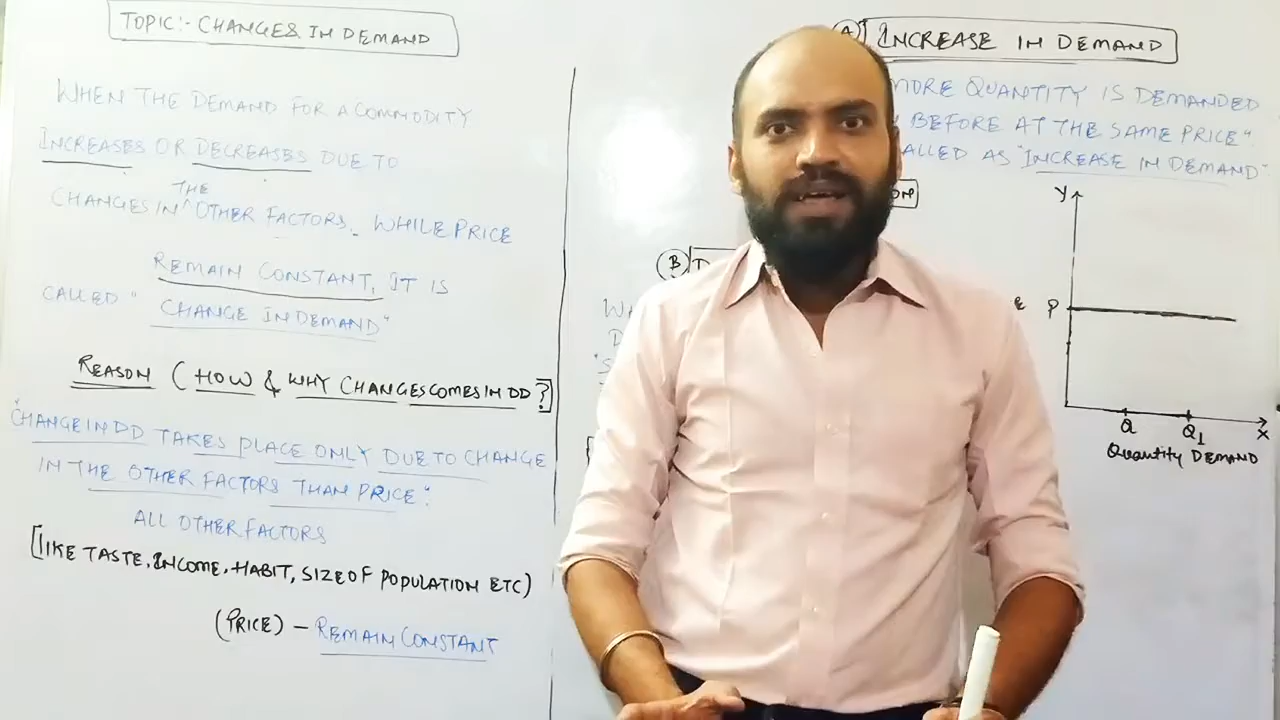 TOPIC:- CHANGES IN DEMAND
WHEN THE DEMAND FOR A COMMODITY
INCREASES OR DECREASES DUE TO
CHANGES IN THE OTHER FACTORS. WHILE PRICE
REMAIN CONSTANT, IT IS
CALLED "CHANGE IN DEMAND"
REASON (HOW & WHY CHANGES COMES IN DD ?]
"CHANGE IN DD TAKES PLACE ONLY DUE TO CHANGE
IN THE OTHER FACTORS THAN PRICE".
ALL OTHER FACTORS
[LIKE TASTE, INCOME, HABIT, SIZE OF POPULATION ETC)
(PRICE) – REMAIN CONSTANT
(A) INCREASE IN DEMAND
MORE QUANTITY IS DEMANDED
BEFORE AT THE SAME PRICE".
"INCREASE IN DEMAND"
(B)
Y
P
Q Q1 X
Quantity DEMAND